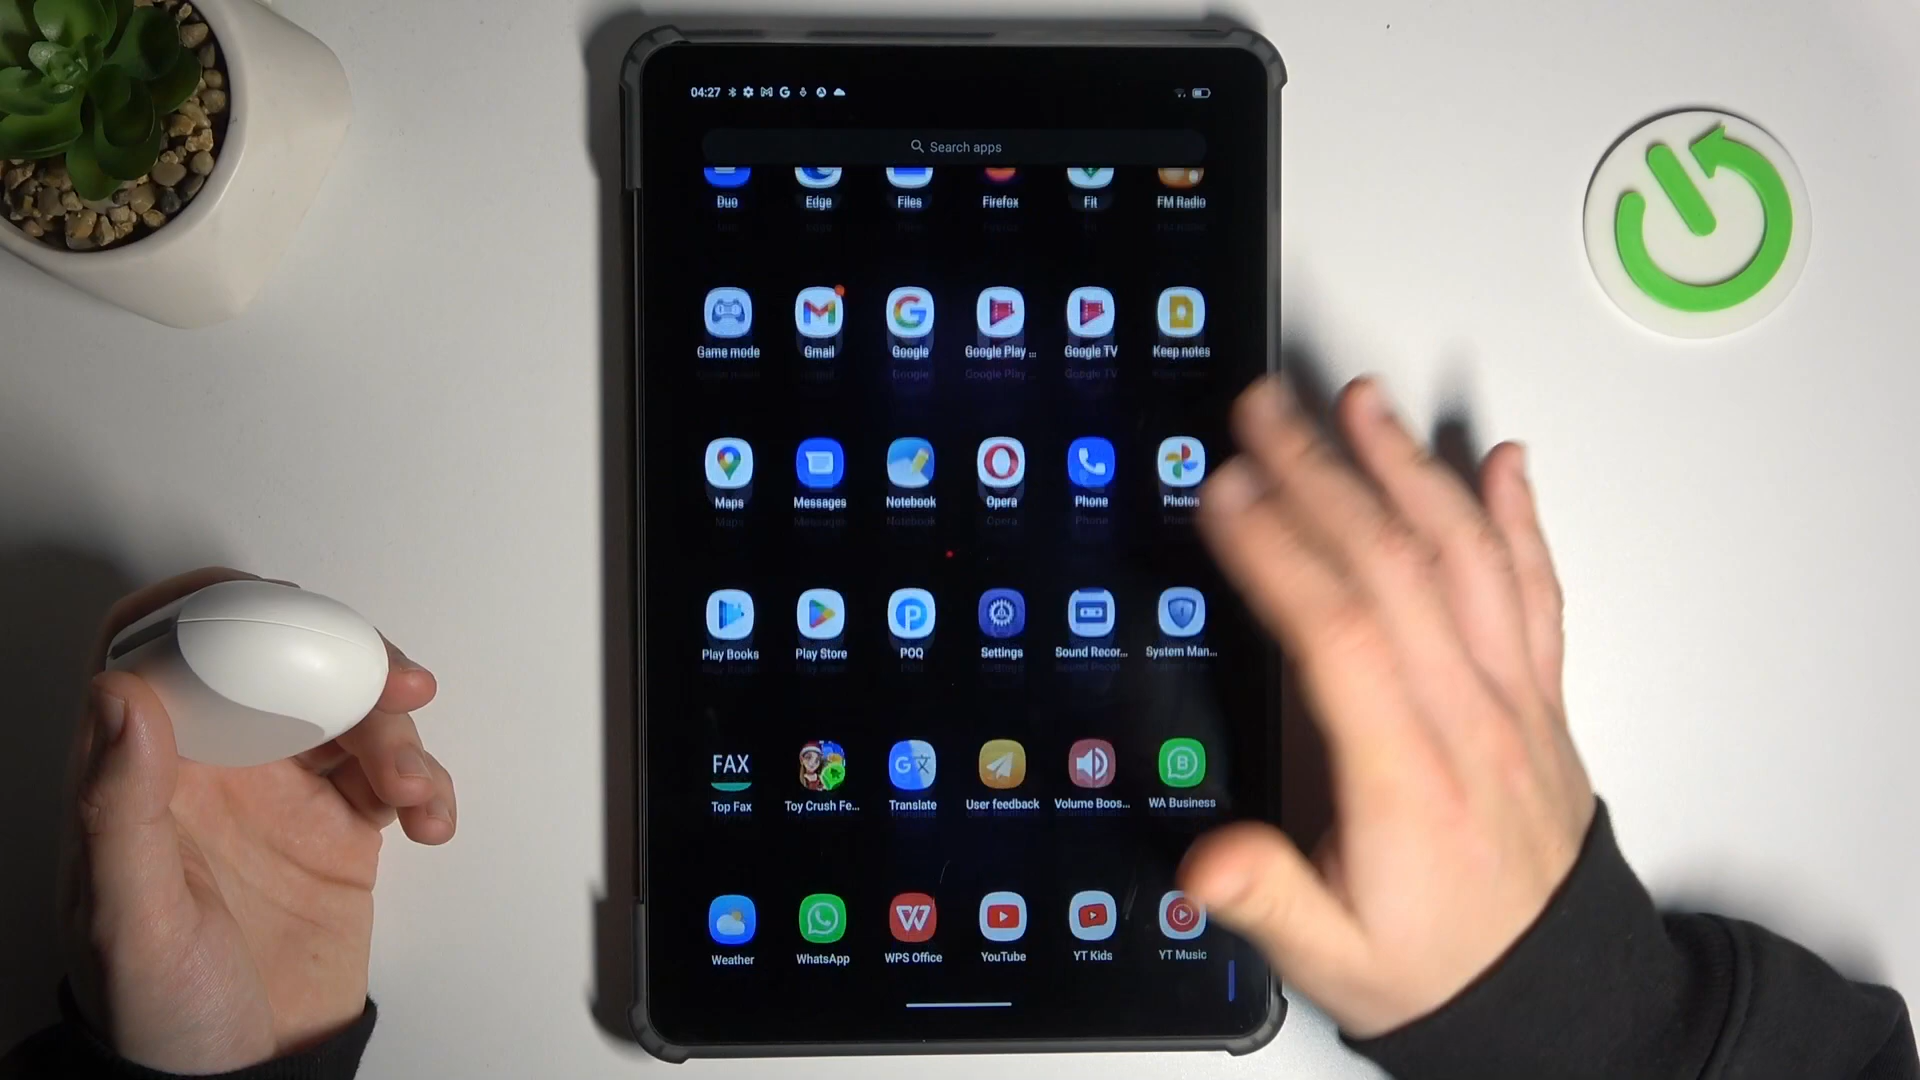 04:27
Search apps
Duo Edge Files Firefox Fit FM Radio
Game mode Gmail Google Google Play ... Google TV Keep notes
Maps Messages Notebook Opera Phone Photos
Play Books Play Store POQ Settings Sound Recor... System Man...
FAX
Top Fax Toy Crush Fe... Translate User feedback Volume Boos... WA Business
Weather WhatsApp WPS Office YouTube YT Kids YT Music